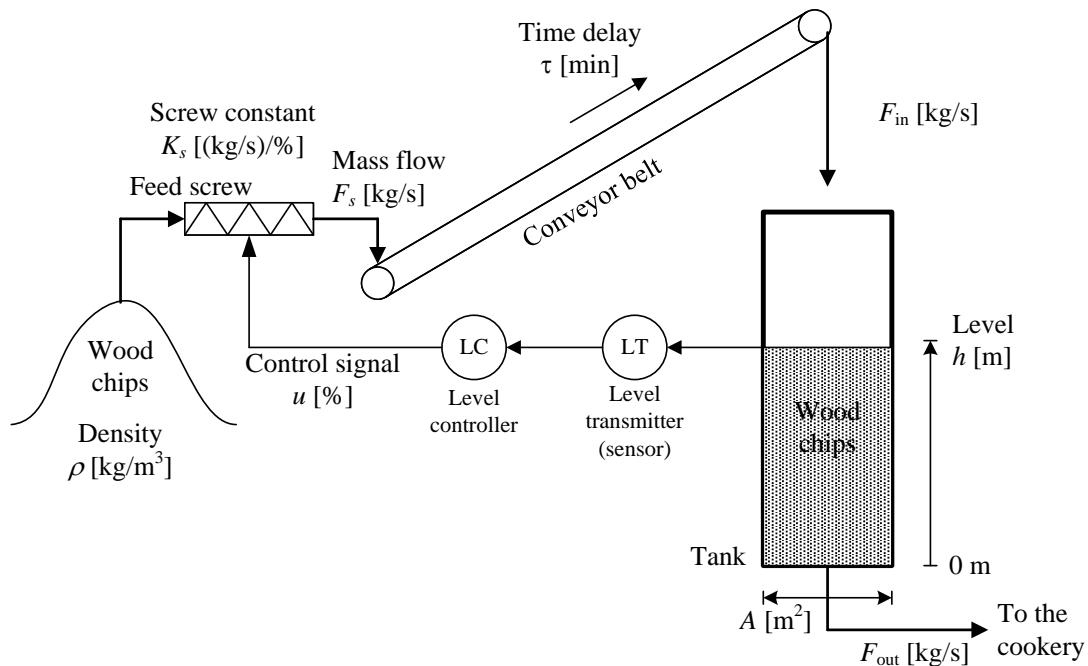 Time delay
τ [min]
F_in [kg/s]
Screw constant
K_s [(kg/s)/%]
Mass flow
F_s [kg/s]
Feed screw
Conveyor belt
Level
h [m]
LC
LT
Wood
chips
Control signal
u [%]
Level
controller
Level
transmitter
(sensor)
Wood
chips
Density
ρ [kg/m³]
Tank
0 m
A [m²]
To the
cookery
F_out [kg/s]